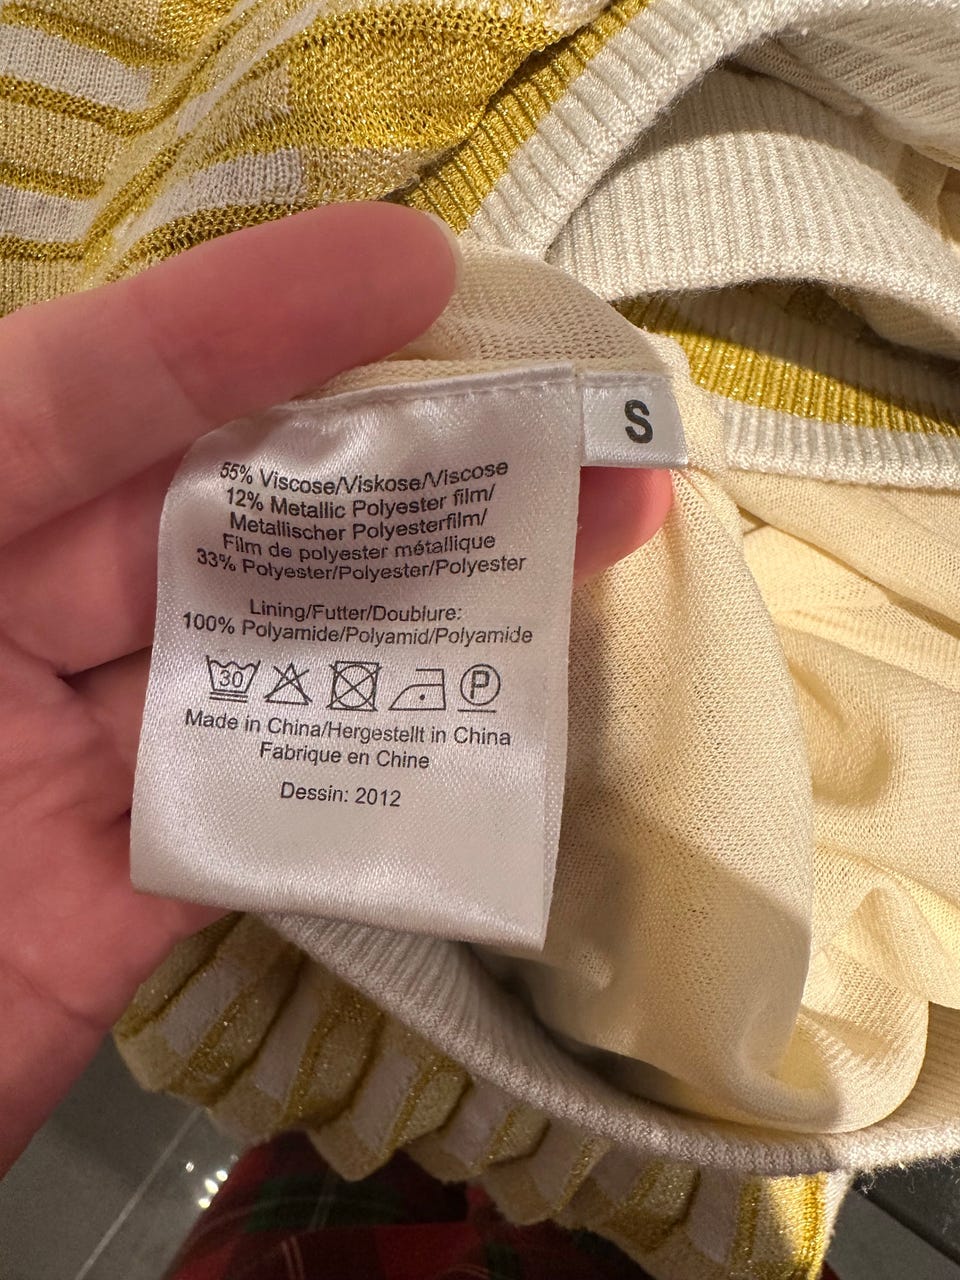 S
55% Viscose/Viskose/Viscose
12% Metallic Polyester film/
Metallischer Polyesterfilm/
Film de polyester métallique
33% Polyester/Polyester/Polyester
Lining/Futter/Doublure:
100% Polyamide/Polyamid/Polyamide
30 P
Made in China/Hergestellt in China
Fabrique en Chine
Dessin: 2012